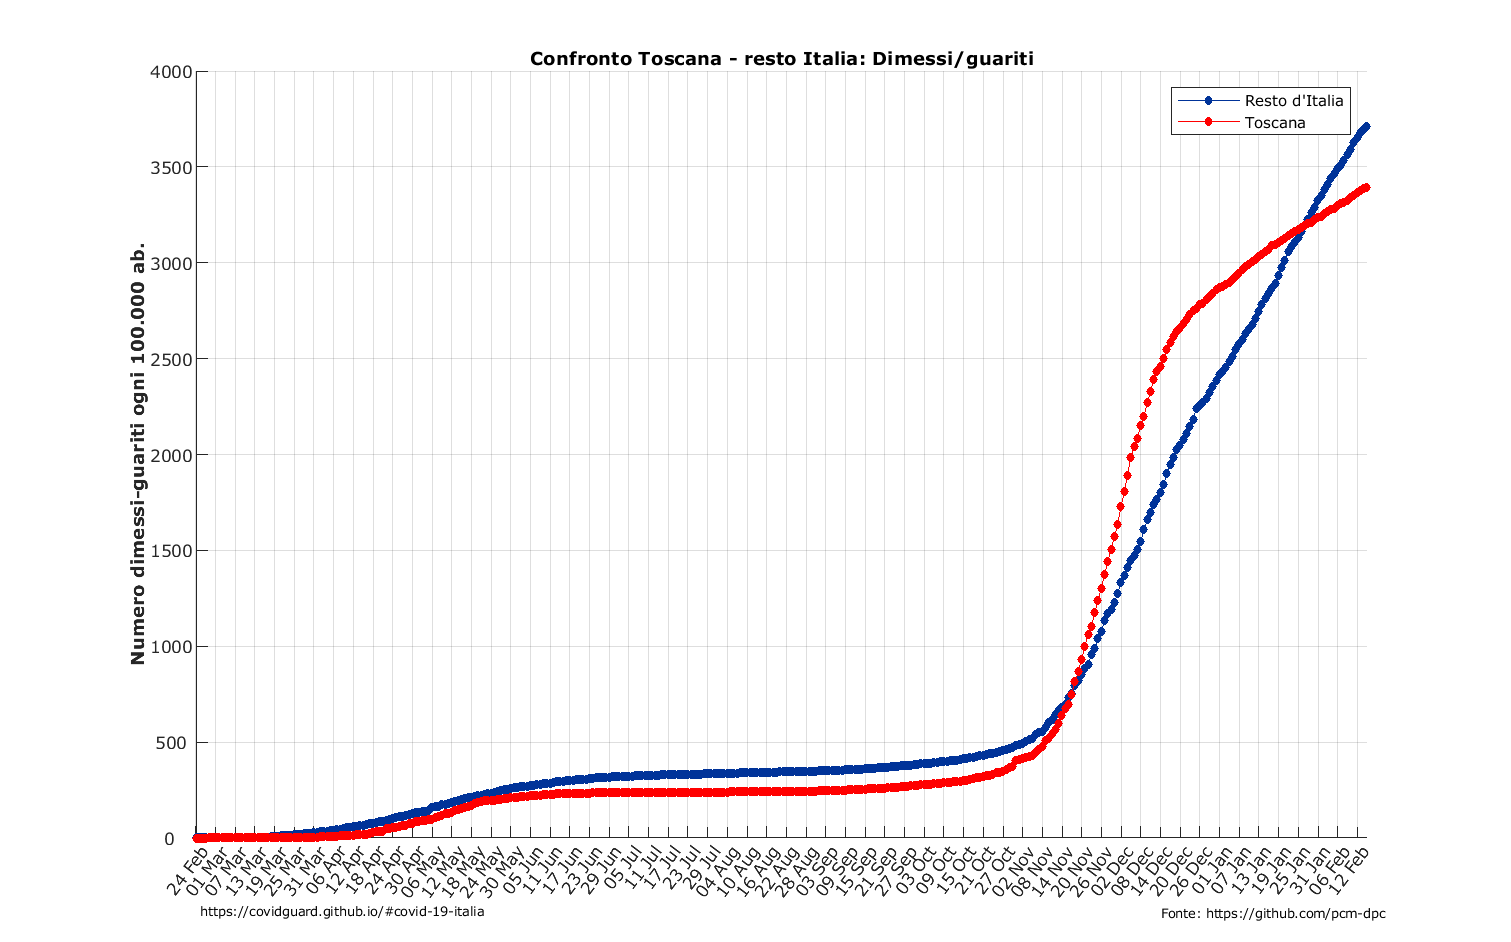 Confronto Toscana - resto Italia: Dimessi/guariti
Resto d'Italia
Toscana
Numero dimessi-guariti ogni 100.000 ab.
4000
3500
3000
2500
2000
1500
1000
500
0
24 Feb
01 Mar
07 Mar
13 Mar
19 Mar
25 Mar
31 Mar
06 Apr
12 Apr
18 Apr
24 Apr
30 Apr
06 May
12 May
18 May
24 May
30 May
05 Jun
11 Jun
17 Jun
23 Jun
29 Jun
05 Jul
11 Jul
17 Jul
23 Jul
29 Jul
04 Aug
10 Aug
16 Aug
22 Aug
28 Aug
03 Sep
09 Sep
15 Sep
21 Sep
27 Sep
03 Oct
09 Oct
15 Oct
21 Oct
27 Oct
02 Nov
08 Nov
14 Nov
20 Nov
26 Nov
02 Dec
08 Dec
14 Dec
20 Dec
26 Dec
01 Jan
07 Jan
13 Jan
19 Jan
25 Jan
31 Jan
06 Feb
12 Feb
https://covidguard.github.io/#covid-19-italia
Fonte: https://github.com/pcm-dpc